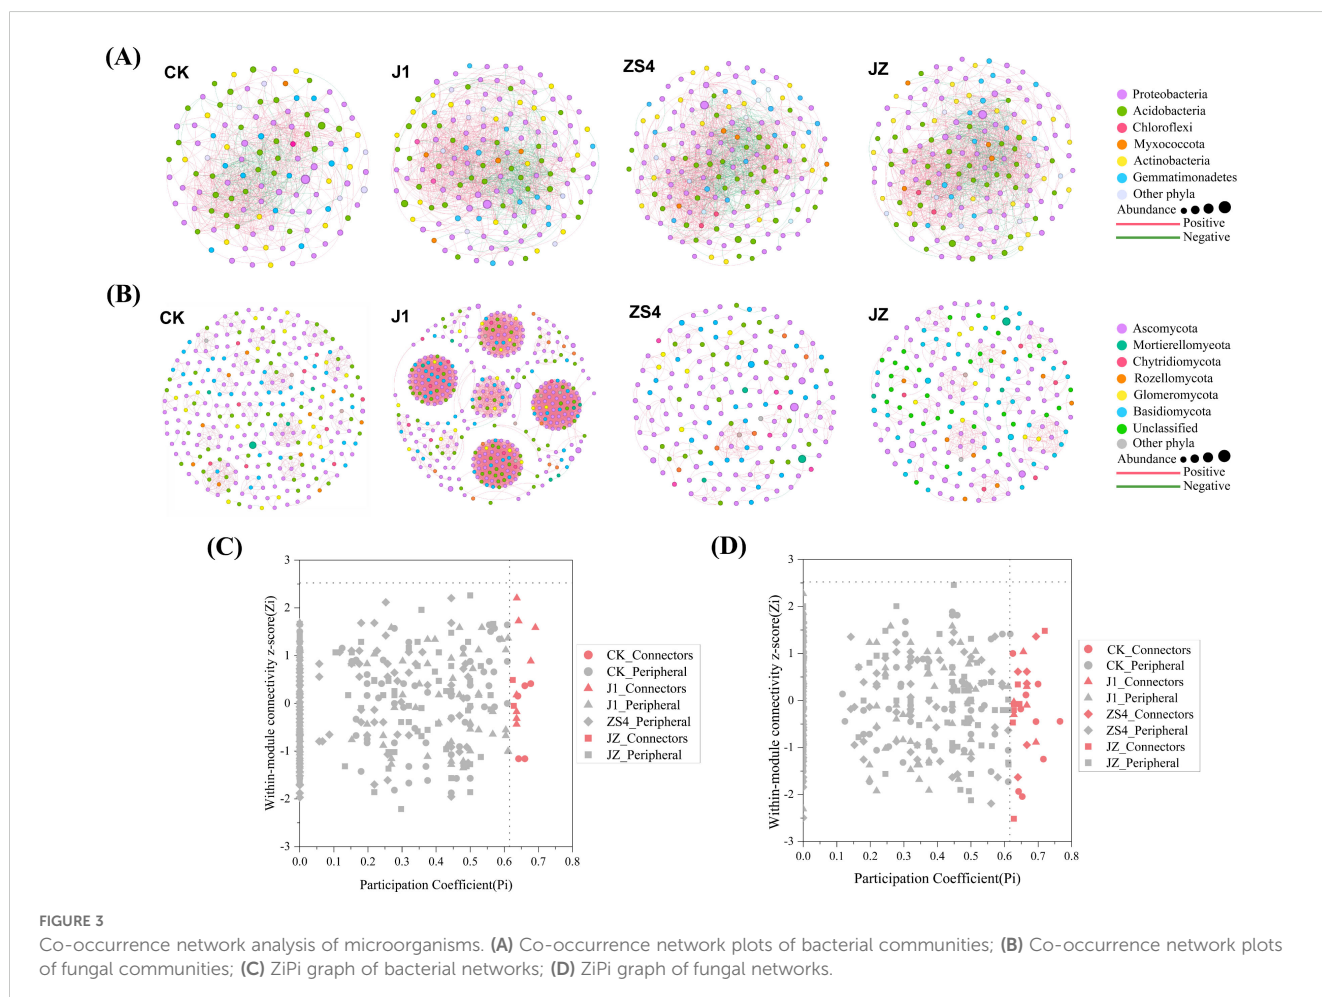 (A)
CK
J1
ZS4
JZ
Proteobacteria
Acidobacteria
Chloroflexi
Myxococcota
Actinobacteria
Gemmatimonadetes
Other phyla
Abundance
Positive
Negative
(B)
CK
J1
ZS4
JZ
Ascomycota
Mortierellomyeota
Chytridiomycota
Rozellomycota
Glomeromycota
Basidiomycota
Unclassified
Other phyla
Abundance
Positive
Negative
(C)
Within-module connectivity z-score(Zi)
3
2
1
0
-1
-2
-3
0.0 0.1 0.2 0.3 0.4 0.5 0.6 0.7 0.8
Participation Coefficient(Pi)
CK_Connectors
CK_Peripheral
J1_Connectors
J1_Peripheral
ZS4_Peripheral
JZ_Connectors
JZ_Peripheral
(D)
Within-module connectivity z-score(Zi)
3
2
1
0
-1
-2
-3
0.0 0.1 0.2 0.3 0.4 0.5 0.6 0.7 0.8
Participation Coefficient(Pi)
CK_Connectors
CK_Peripheral
J1_Connectors
J1_Peripheral
ZS4_Connectors
ZS4_Peripheral
JZ_Connectors
JZ_Peripheral
FIGURE 3
Co-occurrence network analysis of microorganisms. (A) Co-occurrence network plots of bacterial communities; (B) Co-occurrence network plots
of fungal communities; (C) ZiPi graph of bacterial networks; (D) ZiPi graph of fungal networks.